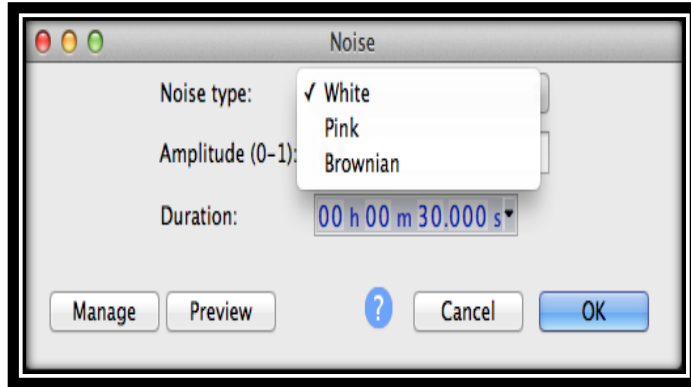 Noise
Noise type:
✓ White
Pink
Brownian
Amplitude (0-1):
Duration: 00 h 00 m 30.000 s
Manage Preview ? Cancel OK